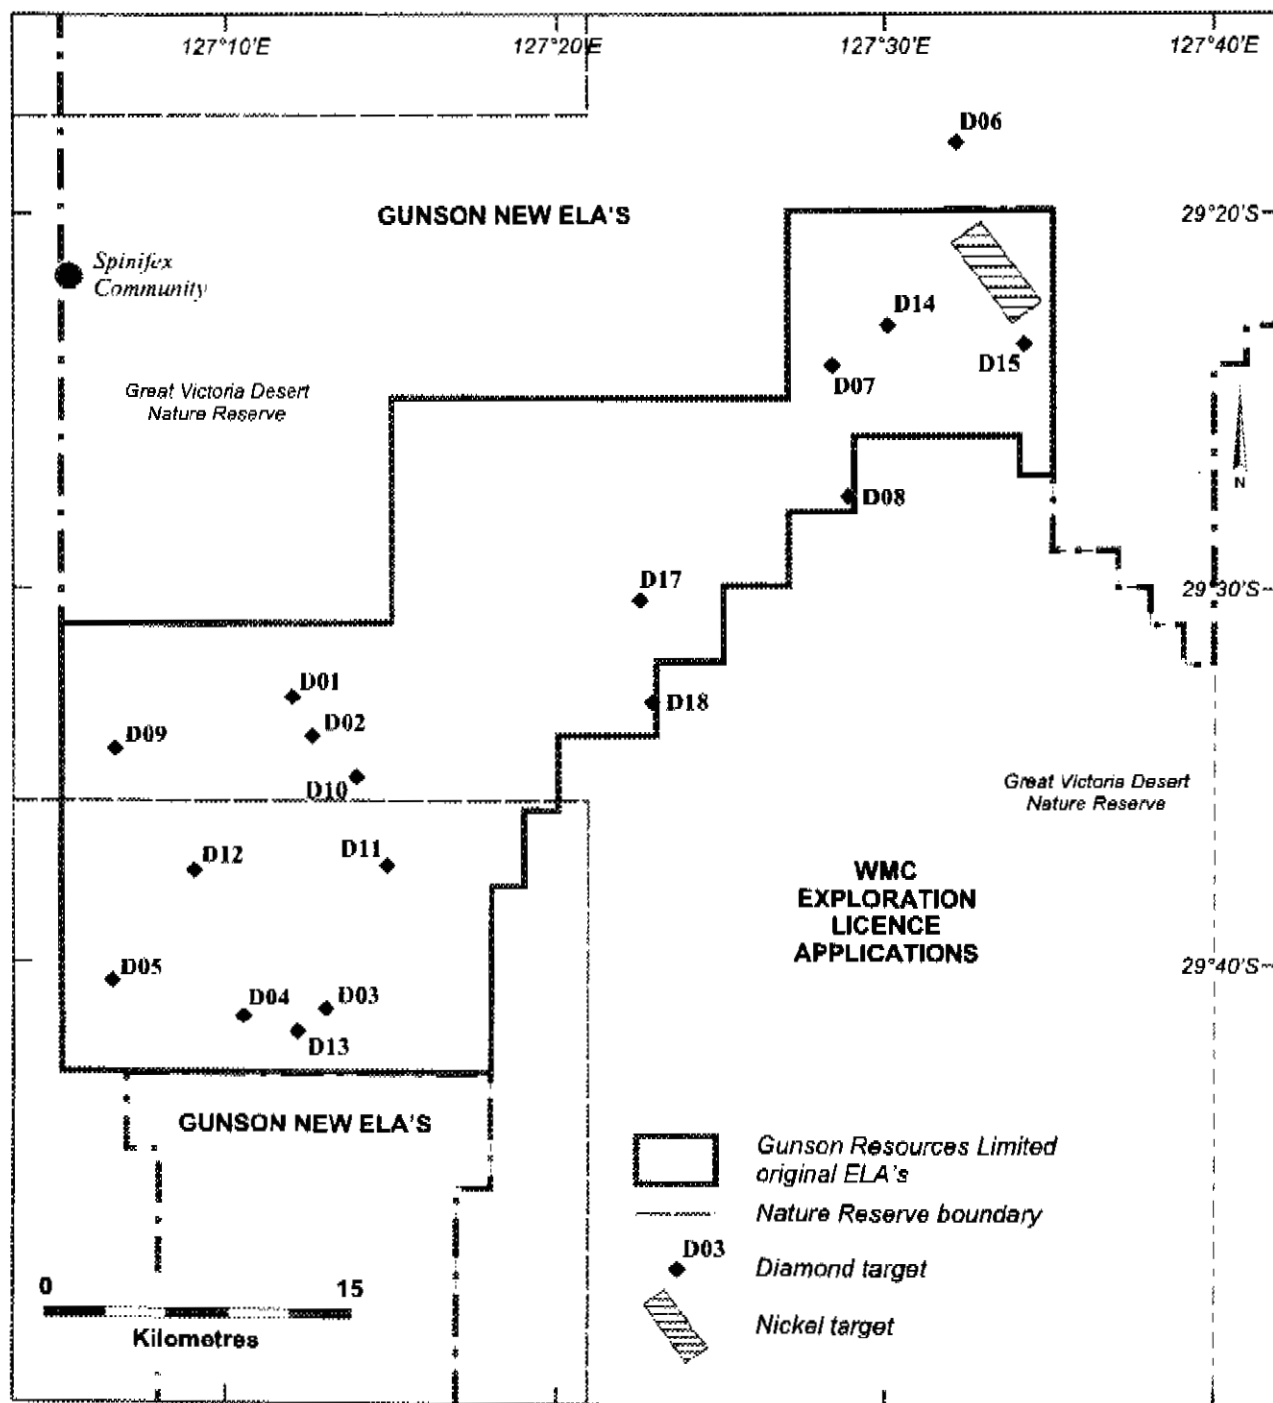 127°10'E
127°20'E
127°30'E
127°40'E
D06
GUNSON NEW ELA'S
29°20'S
Spinifex
Community
D14
D15
D07
Great Victoria Desert
Nature Reserve
N
D08
D17
29°30'S
D01
D18
D02
D09
D10
Great Victoria Desert
Nature Reserve
D12
D11
WMC
EXPLORATION
LICENCE
APPLICATIONS
D05
29°40'S
D04
D03
D13
GUNSON NEW ELA'S
Gunson Resources Limited
original ELA's
Nature Reserve boundary
D03
Diamond target
0 15
Kilometres
Nickel target